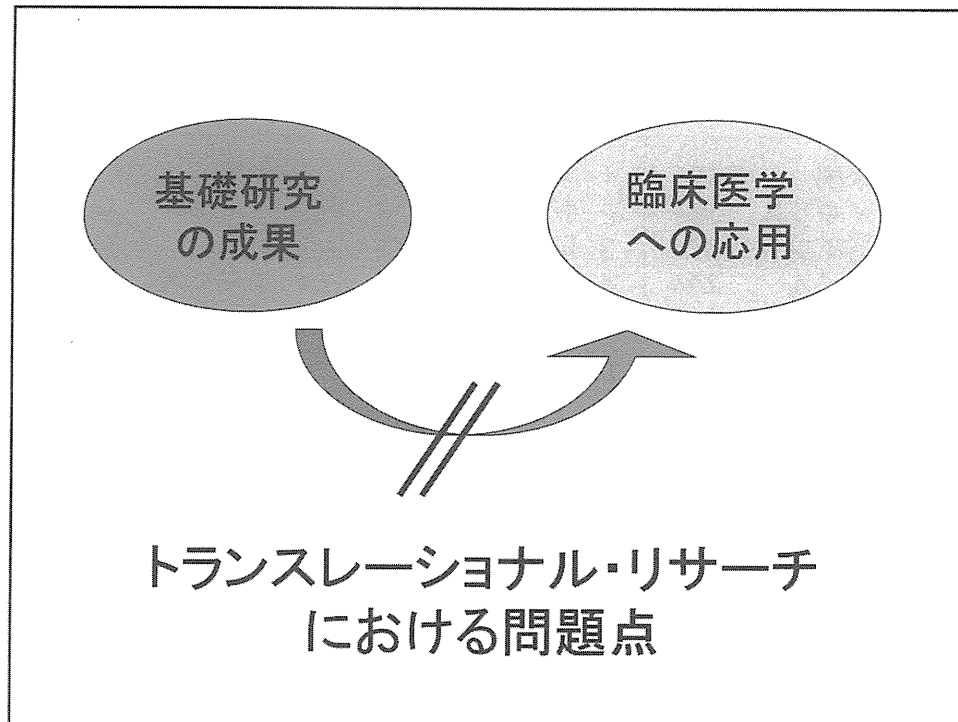 基礎研究
の成果
臨床医学
への応用
トランスレーショナル・リサーチ
における問題点